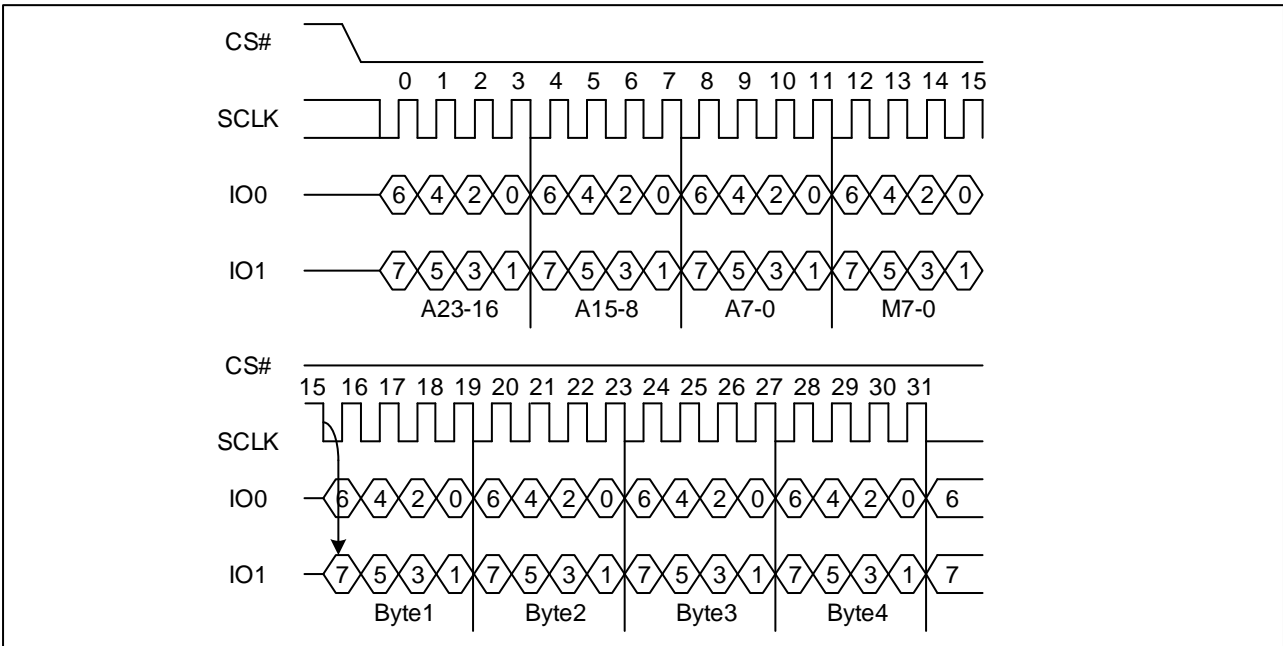 CS#
0 1 2 3 4 5 6 7 8 9 10 11 12 13 14 15
SCLK
IO0 6 4 2 0 6 4 2 0 6 4 2 0 6 4 2 0
IO1 7 5 3 1 7 5 3 1 7 5 3 1 7 5 3 1
A23-16 A15-8 A7-0 M7-0
CS#
15 16 17 18 19 20 21 22 23 24 25 26 27 28 29 30 31
SCLK
IO0 6 4 2 0 6 4 2 0 6 4 2 0 6 4 2 0 6
IO1 7 5 3 1 7 5 3 1 7 5 3 1 7 5 3 1 7
Byte1 Byte2 Byte3 Byte4